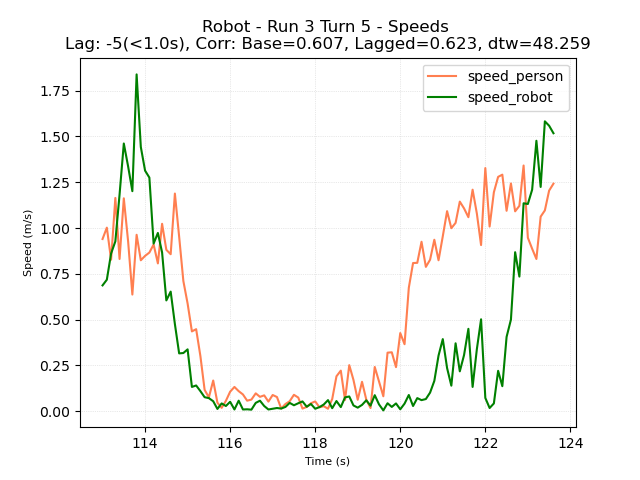 Robot - Run 3 Turn 5 - Speeds
Lag: -5(<1.0s), Corr: Base=0.607, Lagged=0.623, dtw=48.259
speed_person
speed_robot
1.75
1.50
1.25
1.00
0.75
0.50
0.25
0.00
Speed (m/s)
114 116 118 120 122 124
Time (s)